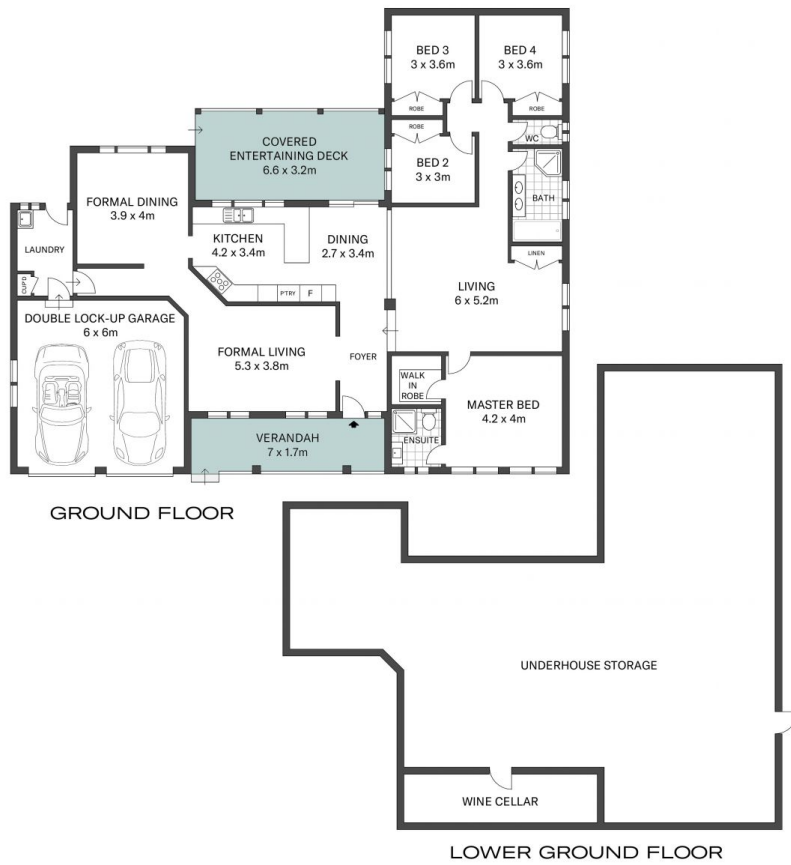 BED 3
3 x 3.6m
BED 4
3 x 3.6m
ROBE
ROBE
ROBE
WC
COVERED
ENTERTAINING DECK
6.6 x 3.2m
BED 2
3 x 3m
BATH
FORMAL DINING
3.9 x 4m
LAUNDRY
KITCHEN
4.2 x 3.4m
DINING
2.7 x 3.4m
LINEN
CUP'D
P'TRY
F
LIVING
6 x 5.2m
DOUBLE LOCK-UP GARAGE
6 x 6m
FORMAL LIVING
5.3 x 3.8m
FOYER
WALK
IN
ROBE
MASTER BED
4.2 x 4m
ENSUITE
VERANDAH
7 x 1.7m
GROUND FLOOR
UNDERHOUSE STORAGE
WINE CELLAR
LOWER GROUND FLOOR